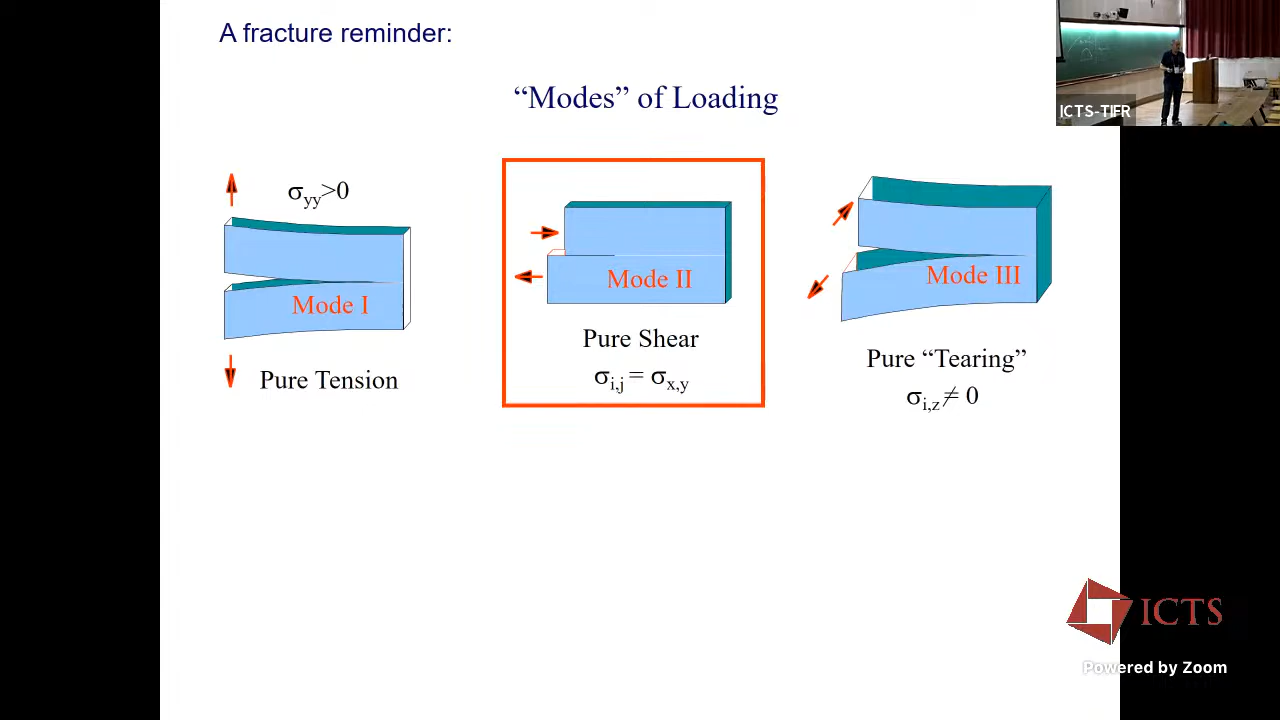 A fracture reminder:
“Modes” of Loading
ICTS-TIFR
σyy>0
Mode I
Pure Tension
Mode II
Pure Shear
σi,j = σx,y
Mode III
Pure “Tearing”
σi,z ≠ 0
ICTS
Powered by Zoom